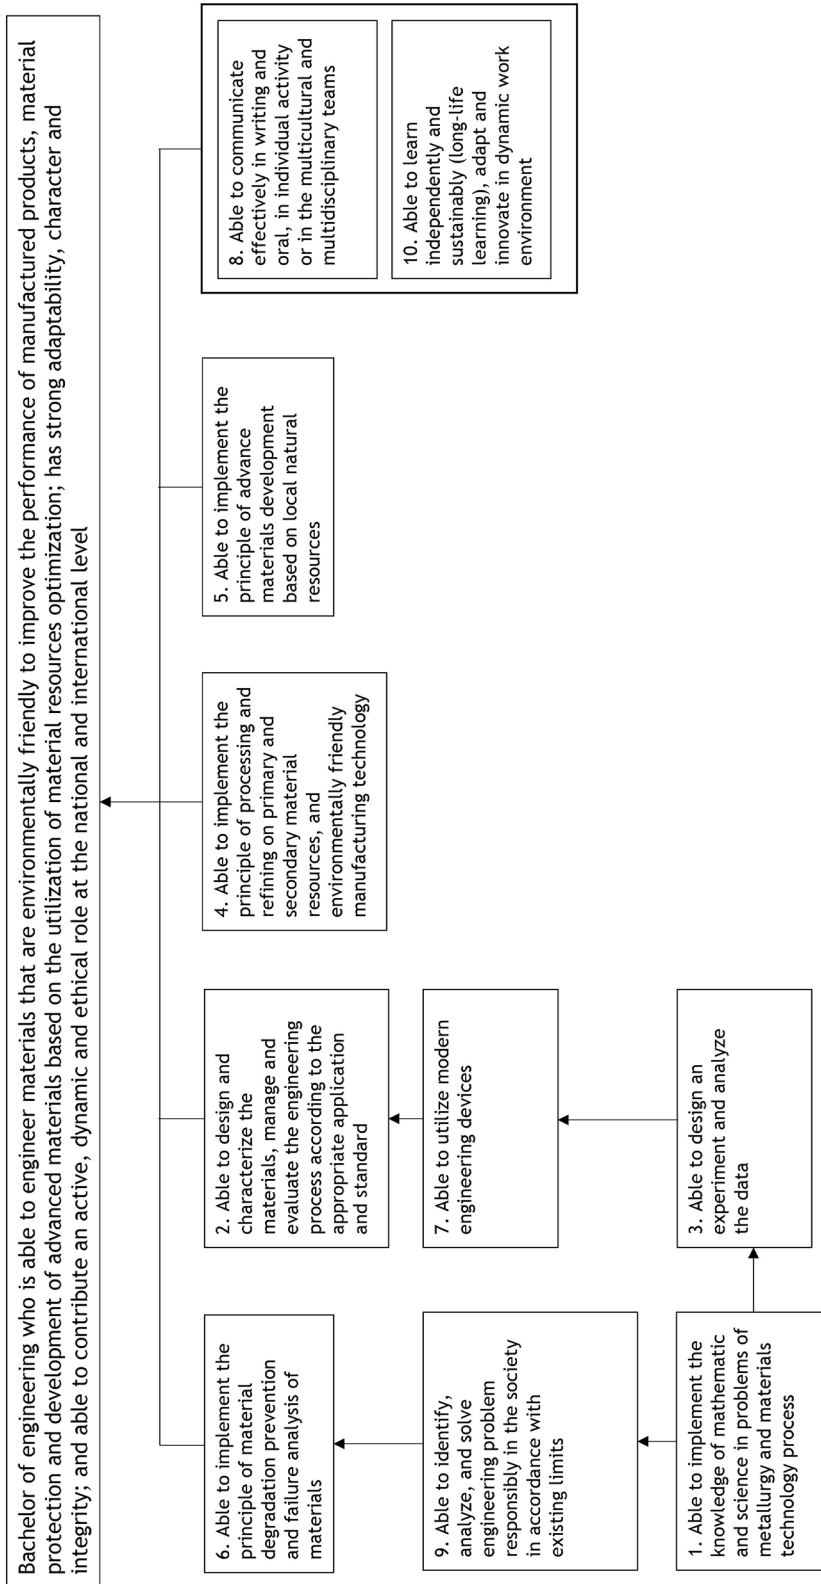 Bachelor of engineering who is able to engineer materials that are environmentally friendly to improve the performance of manufactured products, material
protection and development of advanced materials based on the utilization of material resources optimization; has strong adaptability, character and
integrity; and able to contribute an active, dynamic and ethical role at the national and international level
6. Able to implement the
principle of material
degradation prevention
and failure analysis of
materials
2. Able to design and
characterize the
materials, manage and
evaluate the engineering
process according to the
appropriate application
and standard
4. Able to implement the
principle of processing and
refining on primary and
secondary material
resources, and
environmentally friendly
manufacturing technology
5. Able to implement the
principle of advance
materials development
based on local natural
resources
8. Able to communicate
effectively in writing and
oral, in individual activity
or in the multicultural and
multidisciplinary teams
10. Able to learn
independently and
sustainably (long-life
learning), adapt and
innovate in dynamic work
environment
9. Able to identify,
analyze, and solve
engineering problem
responsibly in the society
in accordance with
existing limits
7. Able to utilize modern
engineering devices
1. Able to implement the
knowledge of mathematic
and science in problems of
metallurgy and materials
technology process
3. Able to design an
experiment and analyze
the data